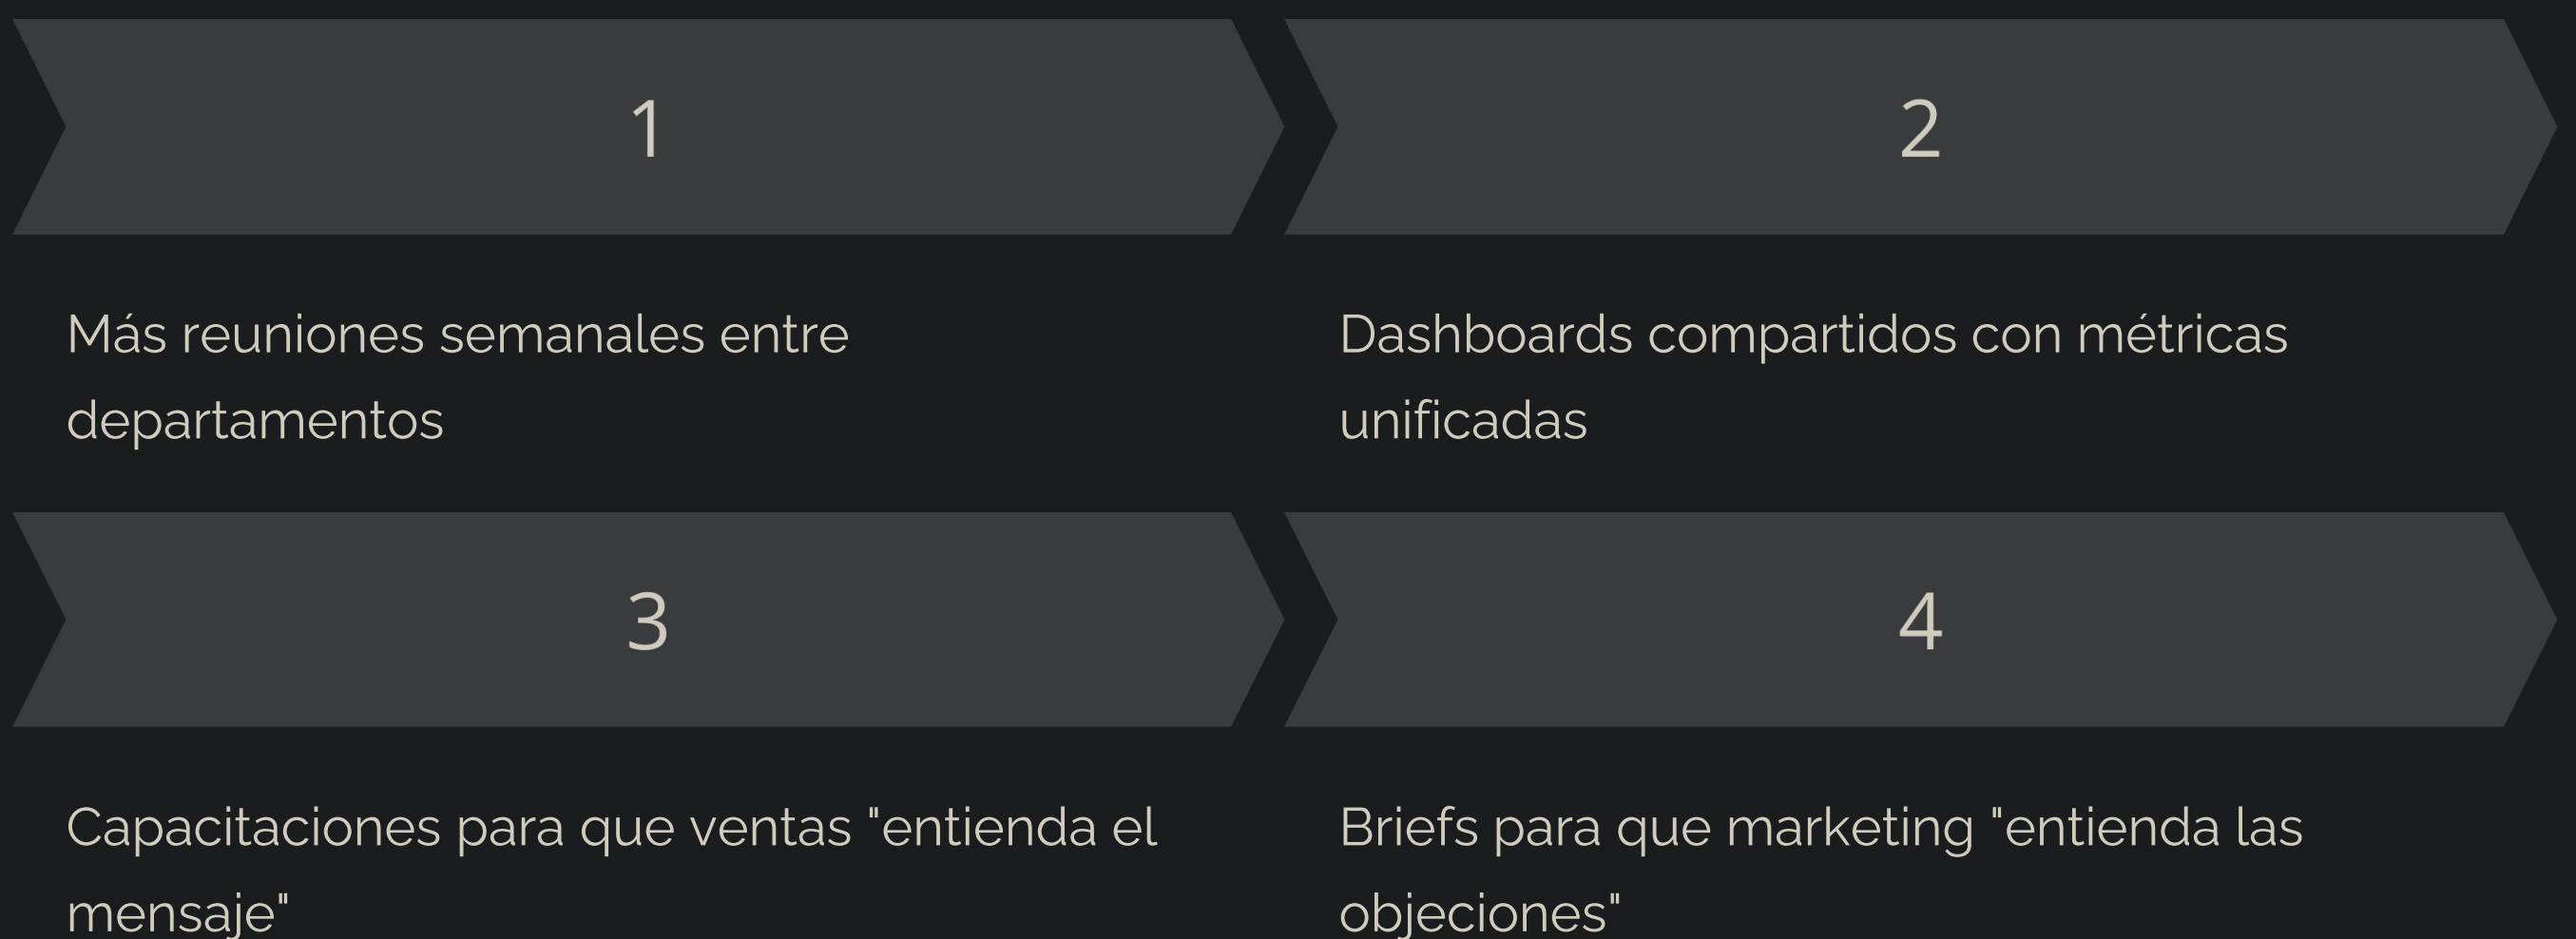 1
2
Más reuniones semanales entre
departamentos
Dashboards compartidos con métricas
unificadas
3
4
Capacitaciones para que ventas "entienda el
mensaje"
Briefs para que marketing "entienda las
objeciones"